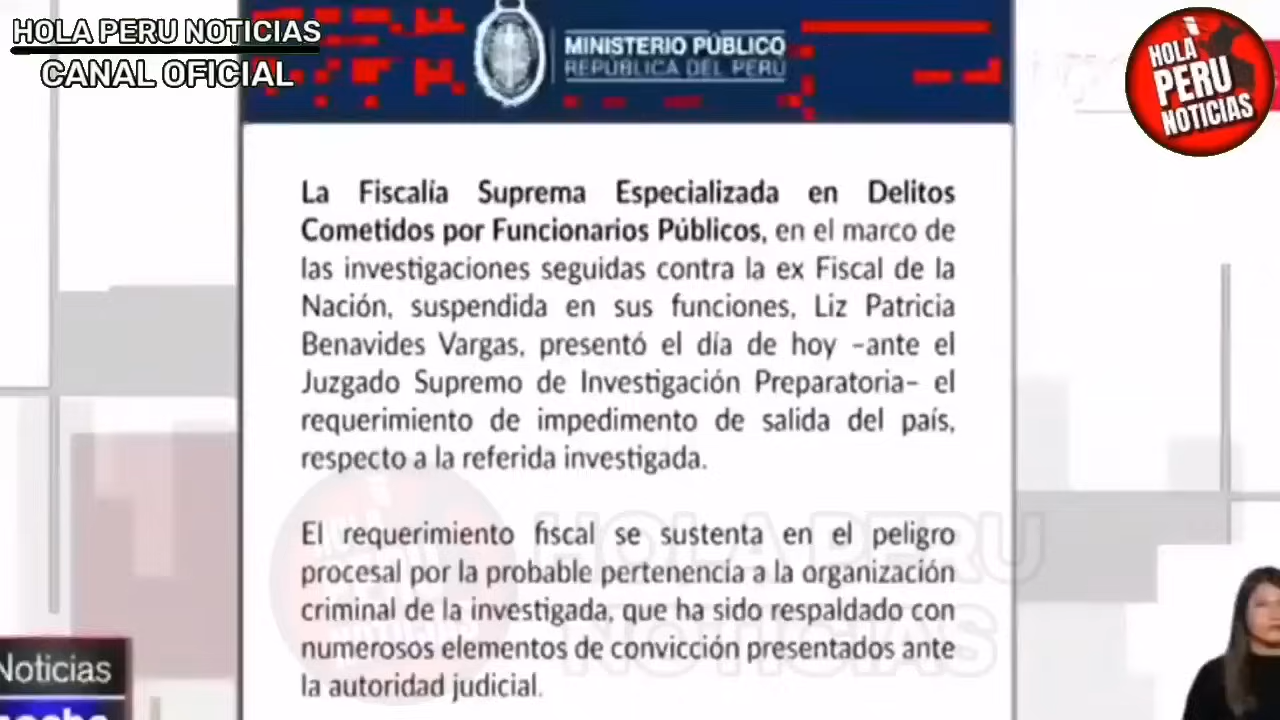 HOLA PERU NOTICIAS
CANAL OFICIAL
MINISTERIO PÚBLICO
REPÚBLICA DEL PERÚ
HOLA
PERU
NOTICIAS
La Fiscalía Suprema Especializada en Delitos
Cometidos por Funcionarios Públicos, en el marco de
las investigaciones seguidas contra la ex Fiscal de la
Nación, suspendida en sus funciones, Liz Patricia
Benavides Vargas, presentó el día de hoy –ante el
Juzgado Supremo de Investigación Preparatoria– el
requerimiento de impedimento de salida del país,
respecto a la referida investigada.
El requerimiento fiscal se sustenta en el peligro
procesal por la probable pertenencia a la organización
criminal de la investigada, que ha sido respaldado con
numerosos elementos de convicción presentados ante
la autoridad judicial.
HOLA PERU
NOTICIAS
Noticias